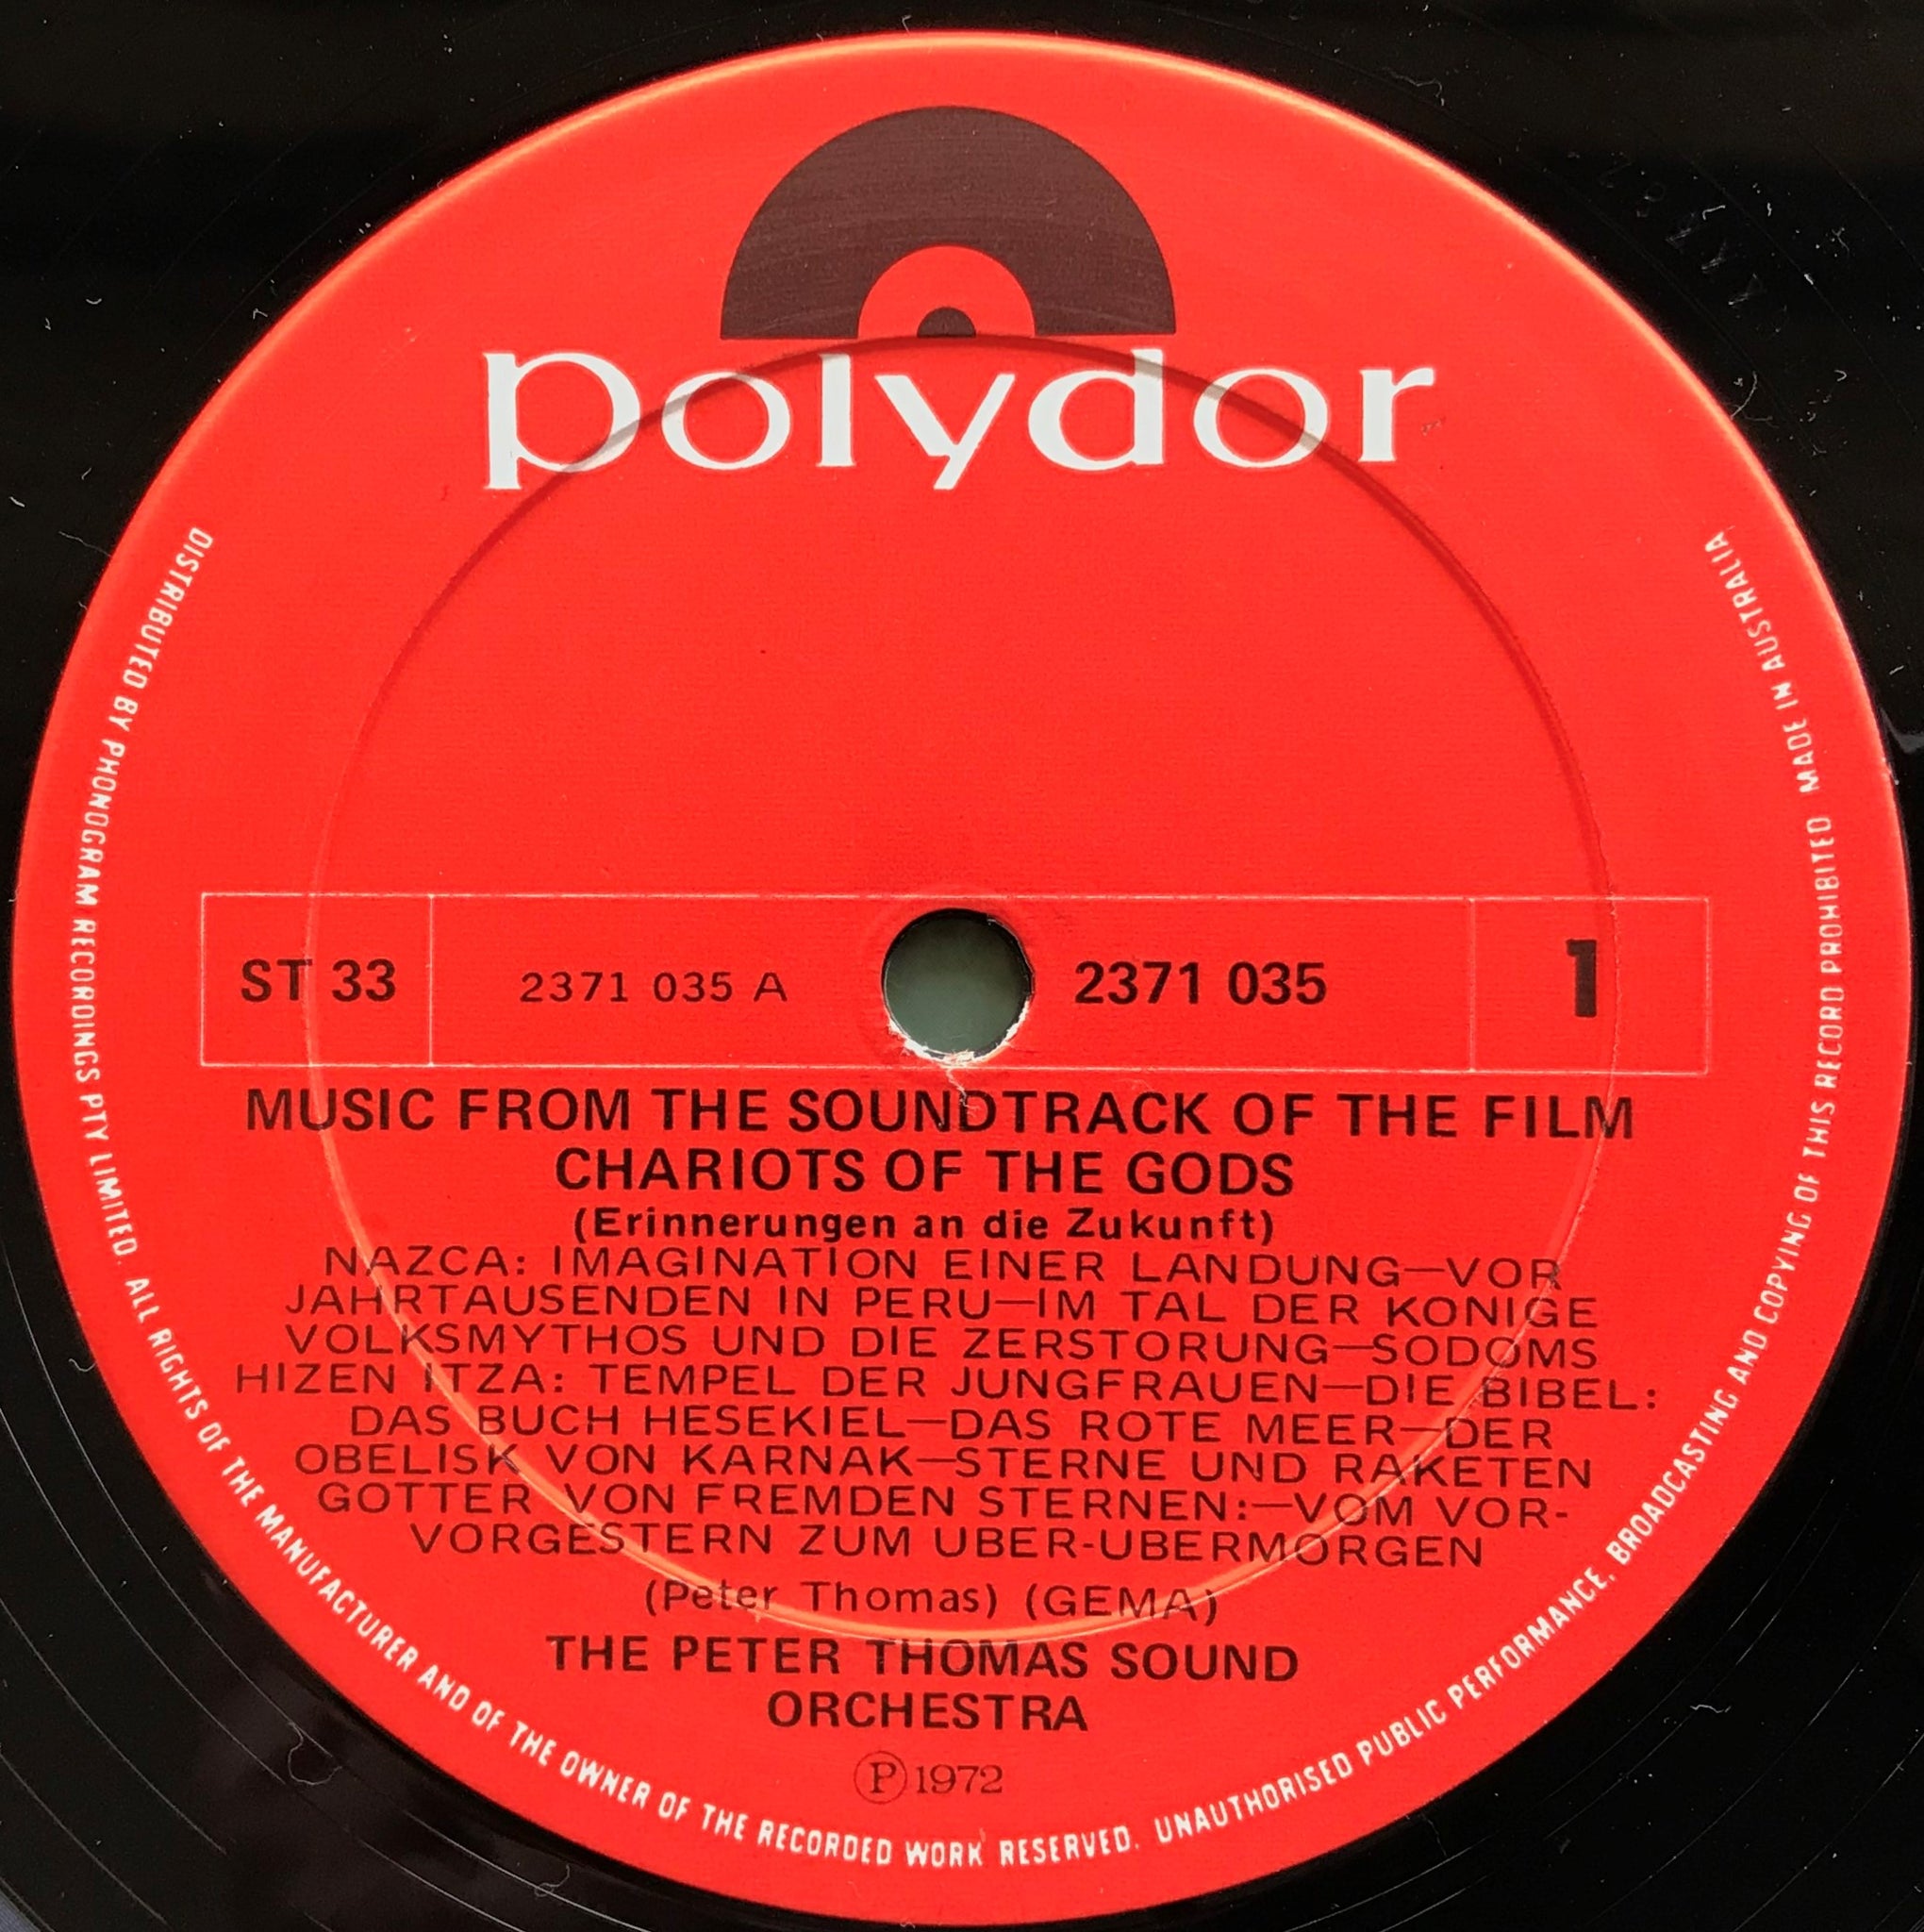 polydor
ST 33
2371 035 A
2371 035
1
MUSIC FROM THE SOUNDTRACK OF THE FILM
CHARIOTS OF THE GODS
(Erinnerungen an die Zukunft)
NAZCA: IMAGINATION EINER LANDUNG—VOR
JAHRTAUSENDEN IN PERU—IM TAL DER KONIGE
VOLKSMYTHOS UND DIE ZERSTORUNG—SODOMS
HIZEN ITZA: TEMPEL DER JUNGFRAUEN—DIE BIBEL:
DAS BUCH HESEKIEL—DAS ROTE MEER—DER
OBELISK VON KARNAK—STERNE UND RAKETEN
GOTTER VON FREMDEN STERNEN:—VOM VOR-
VORGESTERN ZUM UBER-UBERMORGEN
(Peter Thomas) (GEMA)
THE PETER THOMAS SOUND
ORCHESTRA
Ⓟ 1972
DISTRIBUTED BY PHONOGRAM RECORDINGS PTY LIMITED. ALL RIGHTS OF THE MANUFACTURER AND OF THE OWNER OF THE RECORDED WORK RESERVED. UNAUTHORISED PUBLIC PERFORMANCE, BROADCASTING AND COPYING OF THIS RECORD PROHIBITED MADE IN AUSTRALIA